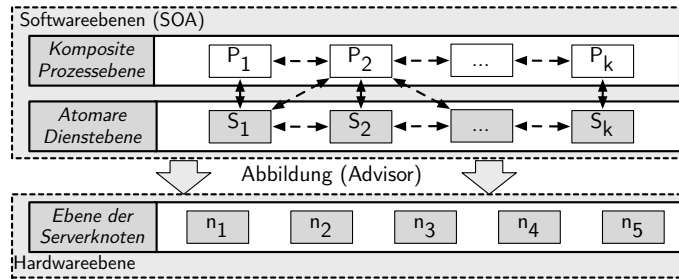 Softwareebenen (SOA)
Komposite
Prozessebene
P1 P2 ... Pk
Atomare
Dienstebene
S1 S2 ... Sk
Abbildung (Advisor)
Ebene der
Serverknoten
n1 n2 n3 n4 n5
Hardwareebene